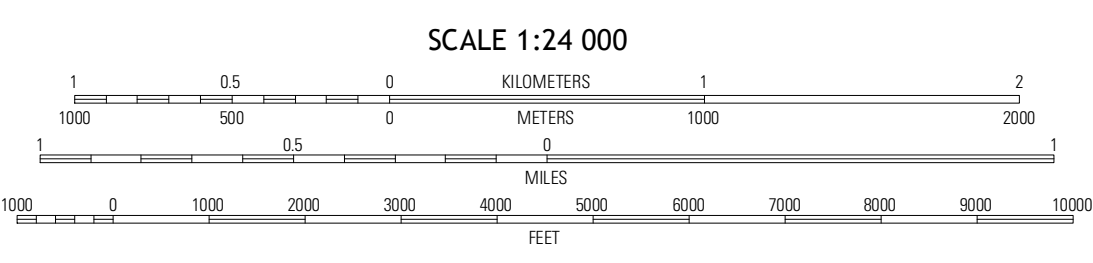 SCALE 1:24 000
1 0.5 0 KILOMETERS 1 2
1000 500 0 METERS 1000 2000
1 0.5 0 1
MILES
1000 0 1000 2000 3000 4000 5000 6000 7000 8000 9000 10000
FEET